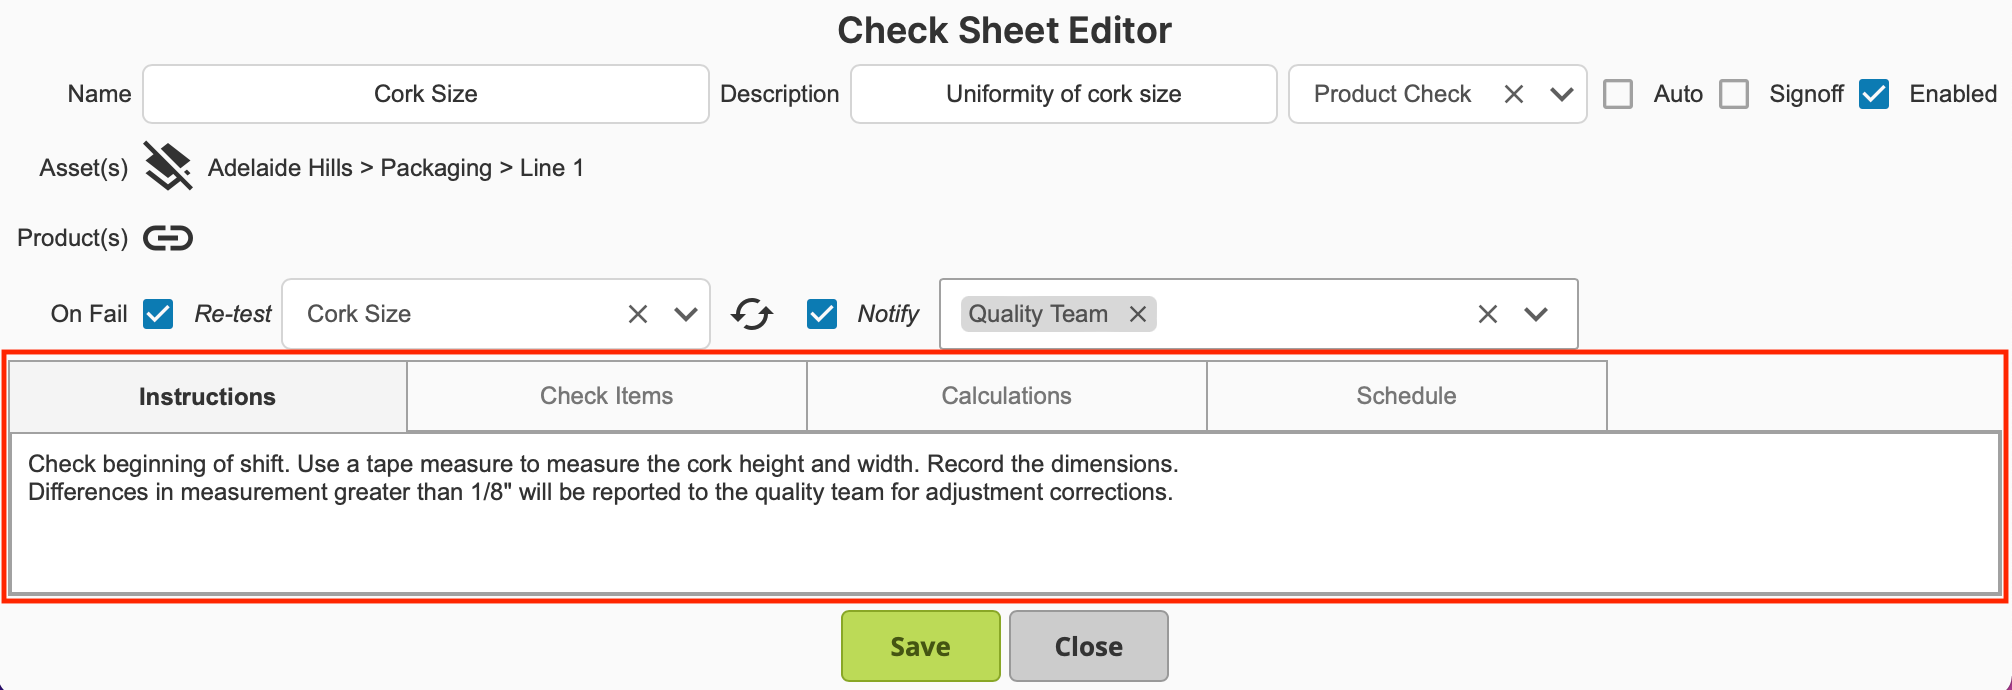 Check Sheet Editor
Name Cork Size Description Uniformity of cork size Product Check Auto Signoff Enabled
Asset(s) Adelaide Hills > Packaging > Line 1
Product(s)
On Fail Re-test Cork Size Notify Quality Team
Instructions Check Items Calculations Schedule
Check beginning of shift. Use a tape measure to measure the cork height and width. Record the dimensions.
Differences in measurement greater than 1/8" will be reported to the quality team for adjustment corrections.
Save Close